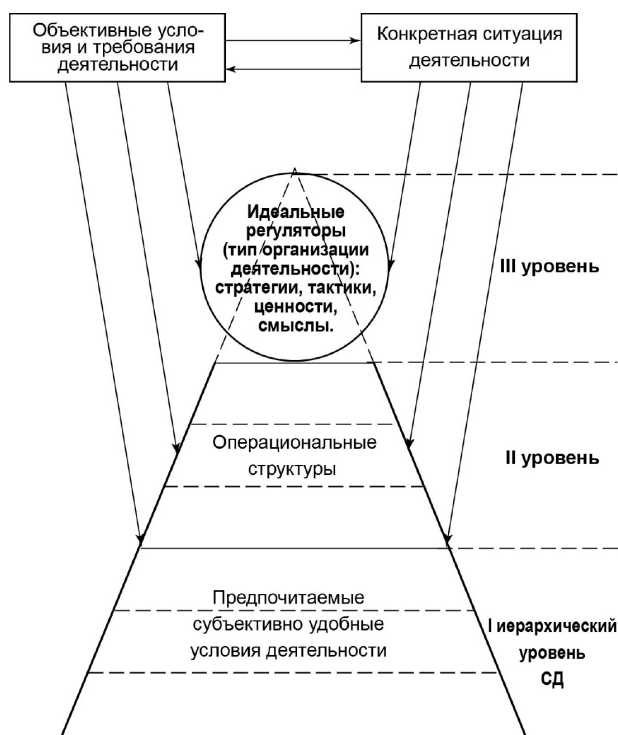 Объективные усло-
вия и требования
деятельности
Конкретная ситуация
деятельности
Идеальные
регуляторы
(тип организации
деятельности):
стратегии, тактики,
ценности,
смыслы.
III уровень
Операциональные
структуры
II уровень
Предпочитаемые
субъективно удобные
условия деятельности
I иерархический
уровень
СД